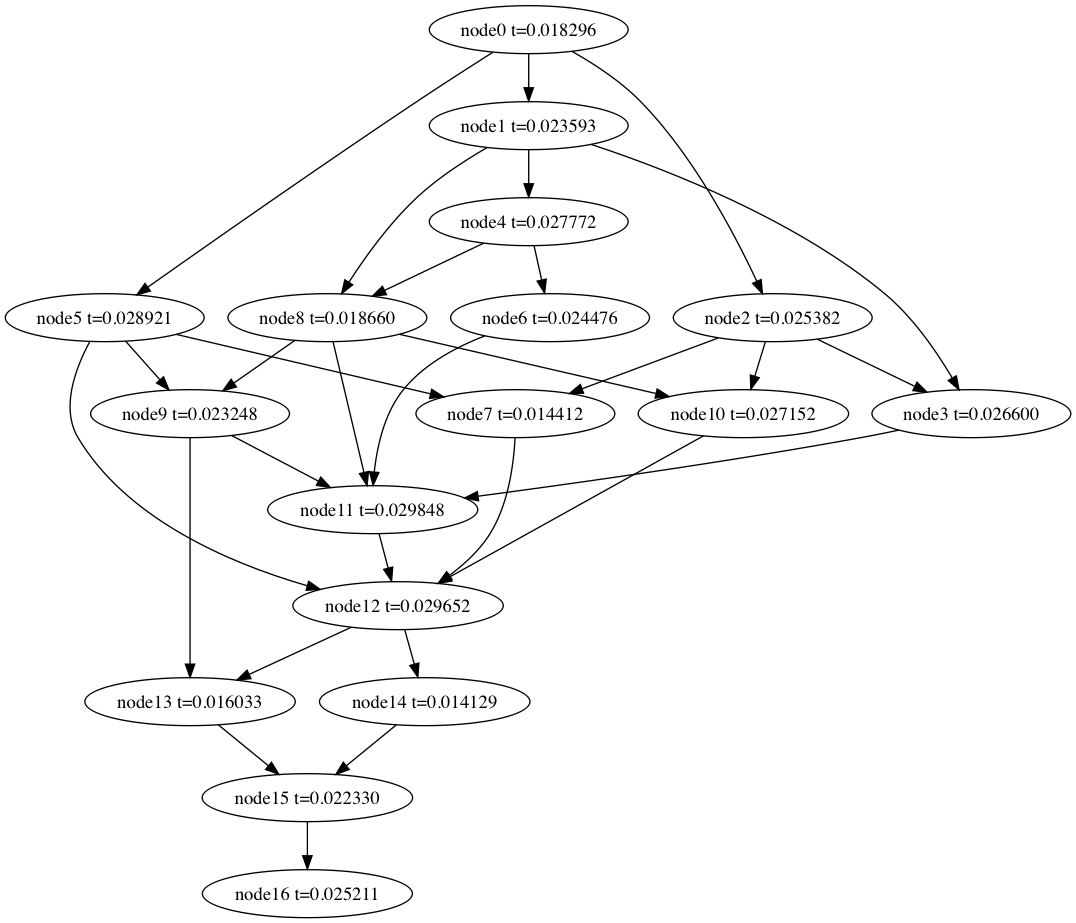 node0 t=0.018296
node1 t=0.023593
node4 t=0.027772
node5 t=0.028921
node8 t=0.018660
node6 t=0.024476
node2 t=0.025382
node9 t=0.023248
node7 t=0.014412
node10 t=0.027152
node3 t=0.026600
node11 t=0.029848
node12 t=0.029652
node13 t=0.016033
node14 t=0.014129
node15 t=0.022330
node16 t=0.025211